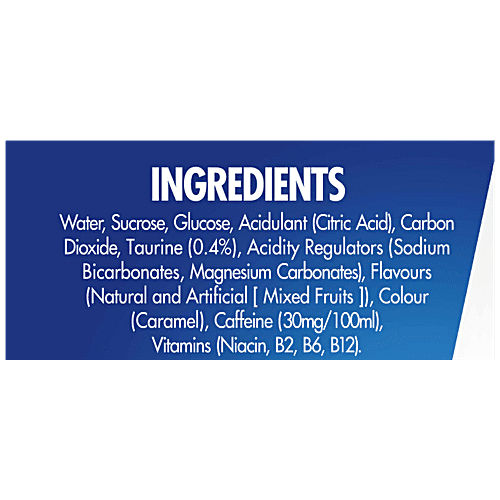 INGREDIENTS
Water, Sucrose, Glucose, Acidulant (Citric Acid), Carbon
Dioxide, Taurine (0.4%), Acidity Regulators (Sodium
Bicarbonates, Magnesium Carbonates), Flavours
(Natural and Artificial [ Mixed Fruits ]), Colour
(Caramel), Caffeine (30mg/100ml),
Vitamins (Niacin, B2, B6, B12).